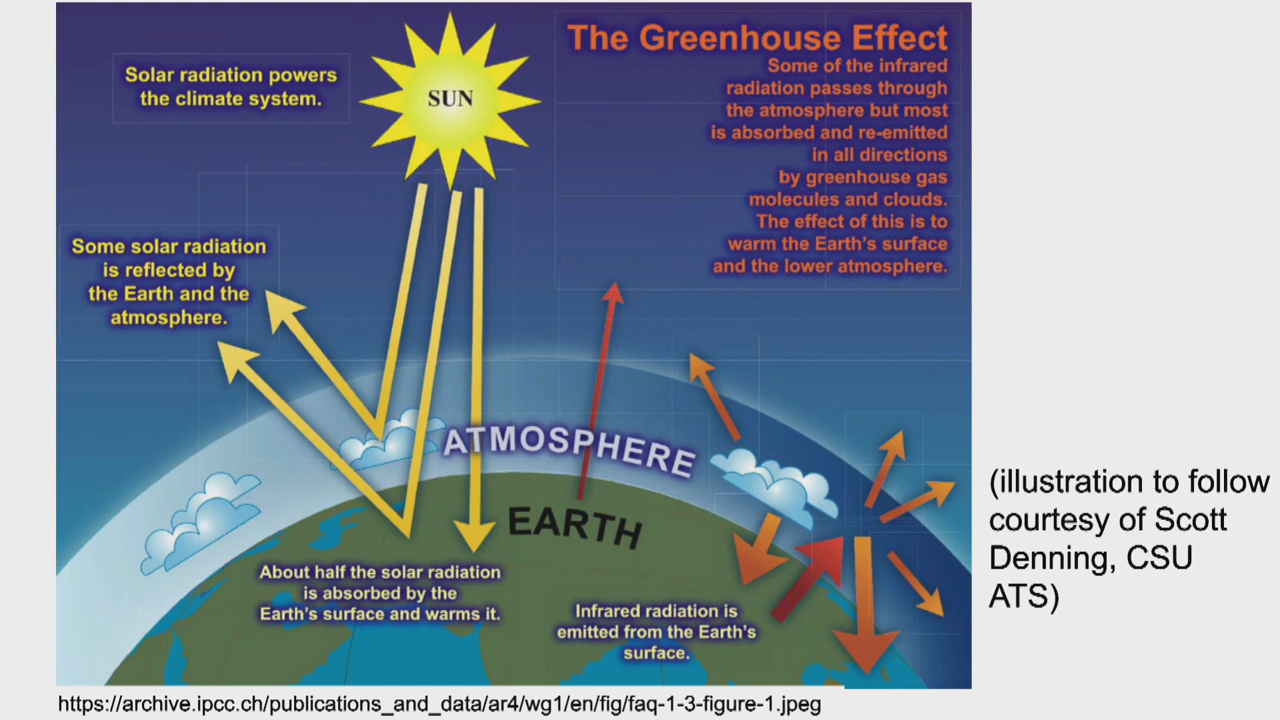 The Greenhouse Effect
Some of the infrared
radiation passes through
the atmosphere but most
is absorbed and re-emitted
in all directions
by greenhouse gas
molecules and clouds.
The effect of this is to
warm the Earth's surface
and the lower atmosphere.
Solar radiation powers
the climate system.
SUN
Some solar radiation
is reflected by
the Earth and the
atmosphere.
ATMOSPHERE
EARTH
About half the solar radiation
is absorbed by the
Earth's surface and warms it.
Infrared radiation is
emitted from the Earth's
surface.
(illustration to follow
courtesy of Scott
Denning, CSU
ATS)
https://archive.ipcc.ch/publications_and_data/ar4/wg1/en/fig/faq-1-3-figure-1.jpeg